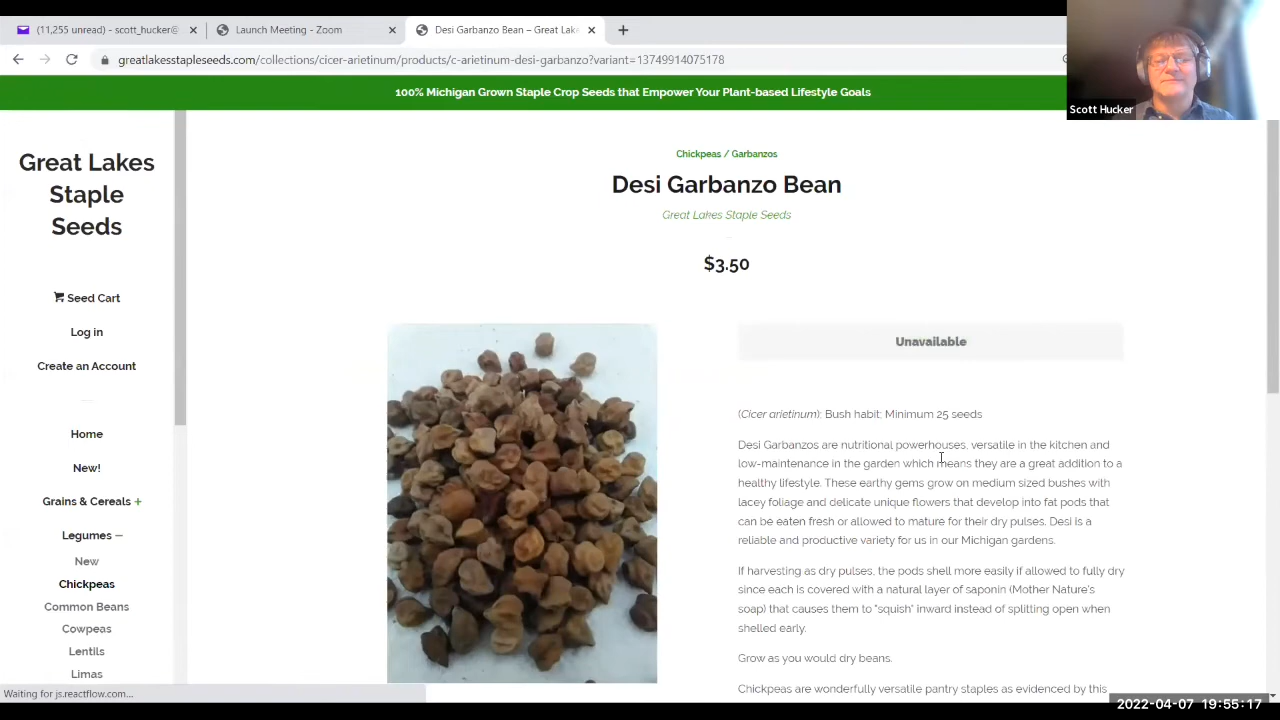 (11,255 unread) - scott_hucker@
Launch Meeting - Zoom
Desi Garbanzo Bean – Great Lak
greatlakesstapleseeds.com/collections/cicer-arietinum/products/c-arietinum-desi-garbanzo?variant=13749914075178
Scott Hucker
100% Michigan Grown Staple Crop Seeds that Empower Your Plant-based Lifestyle Goals
Great Lakes
Staple
Seeds
Seed Cart
Log in
Create an Account
Home
New!
Grains & Cereals +
Legumes –
New
Chickpeas
Common Beans
Cowpeas
Lentils
Limas
Chickpeas / Garbanzos
Desi Garbanzo Bean
Great Lakes Staple Seeds
$3.50
Unavailable
(Cicer arietinum); Bush habit; Minimum 25 seeds
Desi Garbanzos are nutritional powerhouses, versatile in the kitchen and
low-maintenance in the garden which means they are a great addition to a
healthy lifestyle. These earthy gems grow on medium sized bushes with
lacey foliage and delicate unique flowers that develop into fat pods that
can be eaten fresh or allowed to mature for their dry pulses. Desi is a
reliable and productive variety for us in our Michigan gardens.
If harvesting as dry pulses, the pods shell more easily if allowed to fully dry
since each is covered with a natural layer of saponin (Mother Nature's
soap) that causes them to "squish" inward instead of splitting open when
shelled early.
Grow as you would dry beans.
Chickpeas are wonderfully versatile pantry staples as evidenced by this
Waiting for js.reactflow.com...
2022-04-07 19:55:17